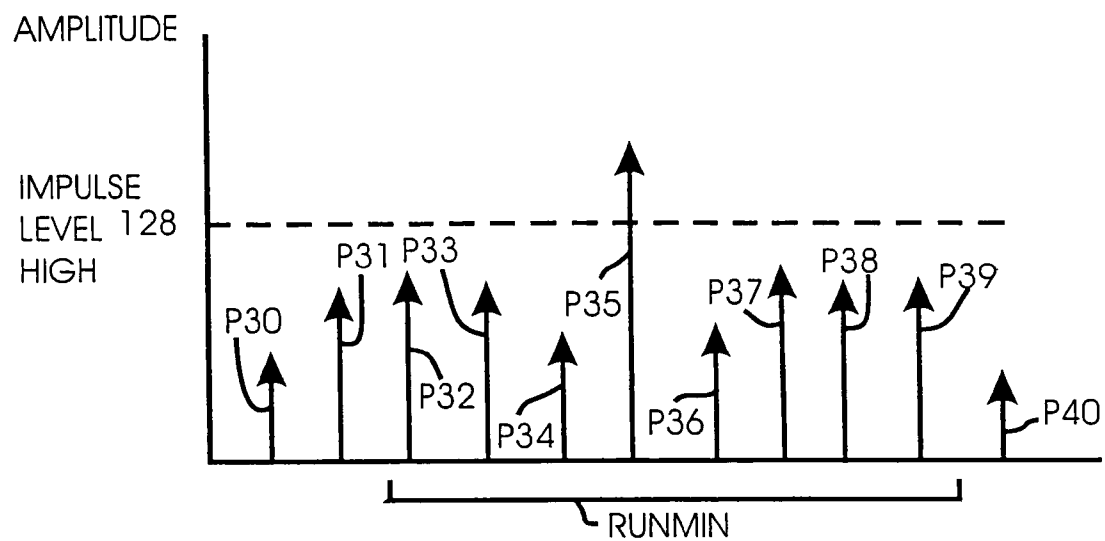 AMPLITUDE
IMPULSE
LEVEL 128
HIGH
P30
P31
P32
P33
P34
P35
P36
P37
P38
P39
P40
RUNMIN